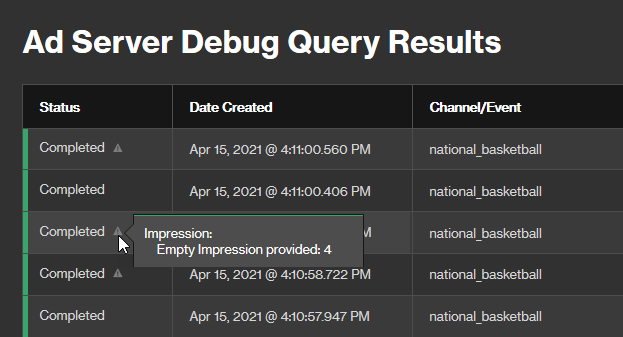 Ad Server Debug Query Results
Status Date Created Channel/Event
Completed Apr 15, 2021 @ 4:11:00.560 PM national_basketball
Completed Apr 15, 2021 @ 4:11:00.406 PM national_basketball
Completed M national_basketball
Impression:
Empty Impression provided: 4
Completed Apr 15, 2021 @ 4:10:58.722 PM national_basketball
Completed Apr 15, 2021 @ 4:10:57.947 PM national_basketball